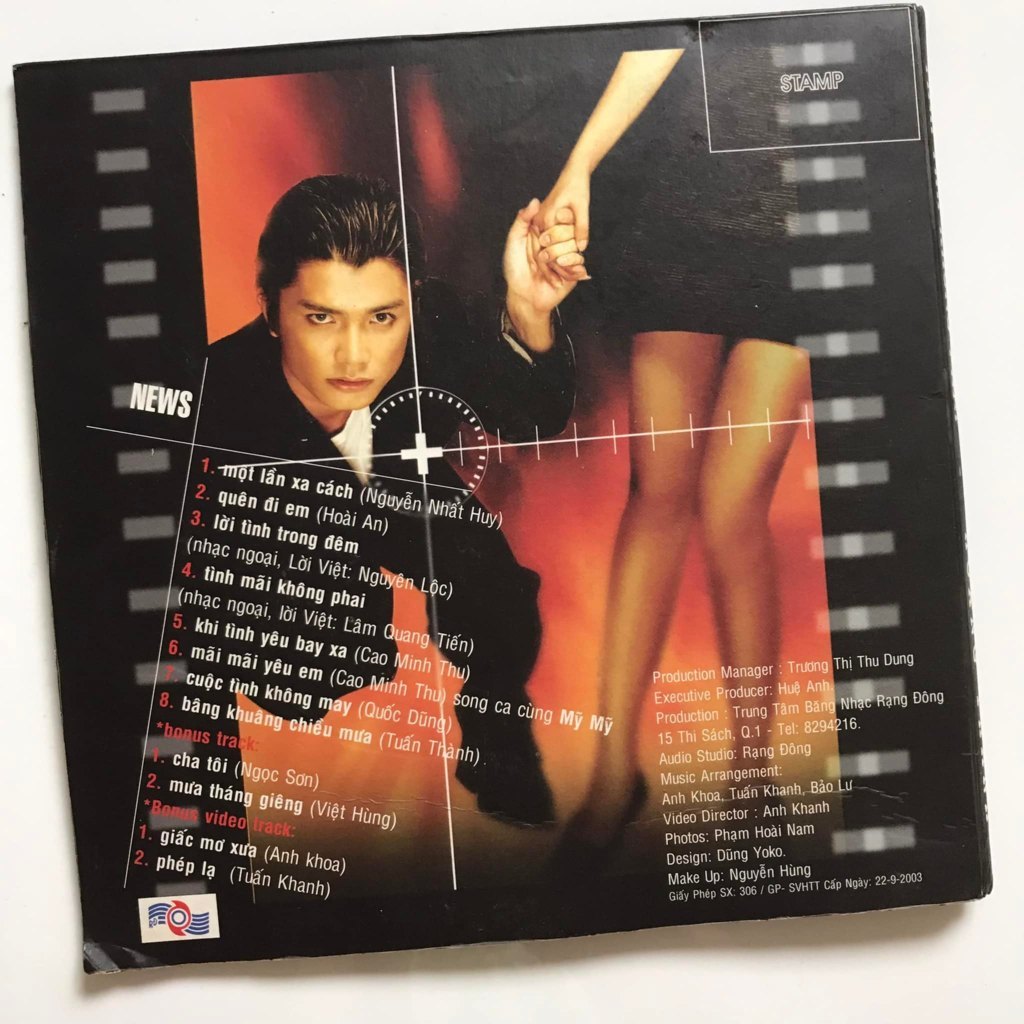 STAMP
NEWS
1. một lần xa cách (Nguyễn Nhất Huy)
2. quên đi em (Hoài An)
3. lời tình trong đêm
(nhạc ngoại, Lời Việt: Nguyên Lộc)
4. tình mãi không phai
(nhạc ngoại, lời Việt: Lâm Quang Tiến)
5. khi tình yêu bay xa (Cao Minh Thu)
6. mãi mãi yêu em (Cao Minh Thu) song ca cùng Mỹ Mỹ
7. cuộc tình không may (Quốc Dũng)
8. bâng khuâng chiều mưa (Tuấn Thành)
*bonus track:
1. cha tôi (Ngọc Sơn)
2. mưa tháng giêng (Việt Hùng)
*Bonus video track:
1. giấc mơ xưa (Anh khoa)
2. phép lạ (Tuấn Khanh)
Production Manager : Trương Thị Thu Dung
Executive Producer: Huệ Anh.
Production : Trung Tâm Băng Nhạc Rạng Đông
15 Thi Sách, Q.1 - Tel: 8294216.
Audio Studio: Rạng Đông
Music Arrangement:
Anh Khoa, Tuấn Khanh, Bảo Lư
Video Director : Anh Khanh
Photos: Phạm Hoài Nam
Design: Dũng Yoko.
Make Up: Nguyễn Hùng
Giấy Phép SX: 306 / GP- SVHTT Cấp Ngày: 22-9-2003